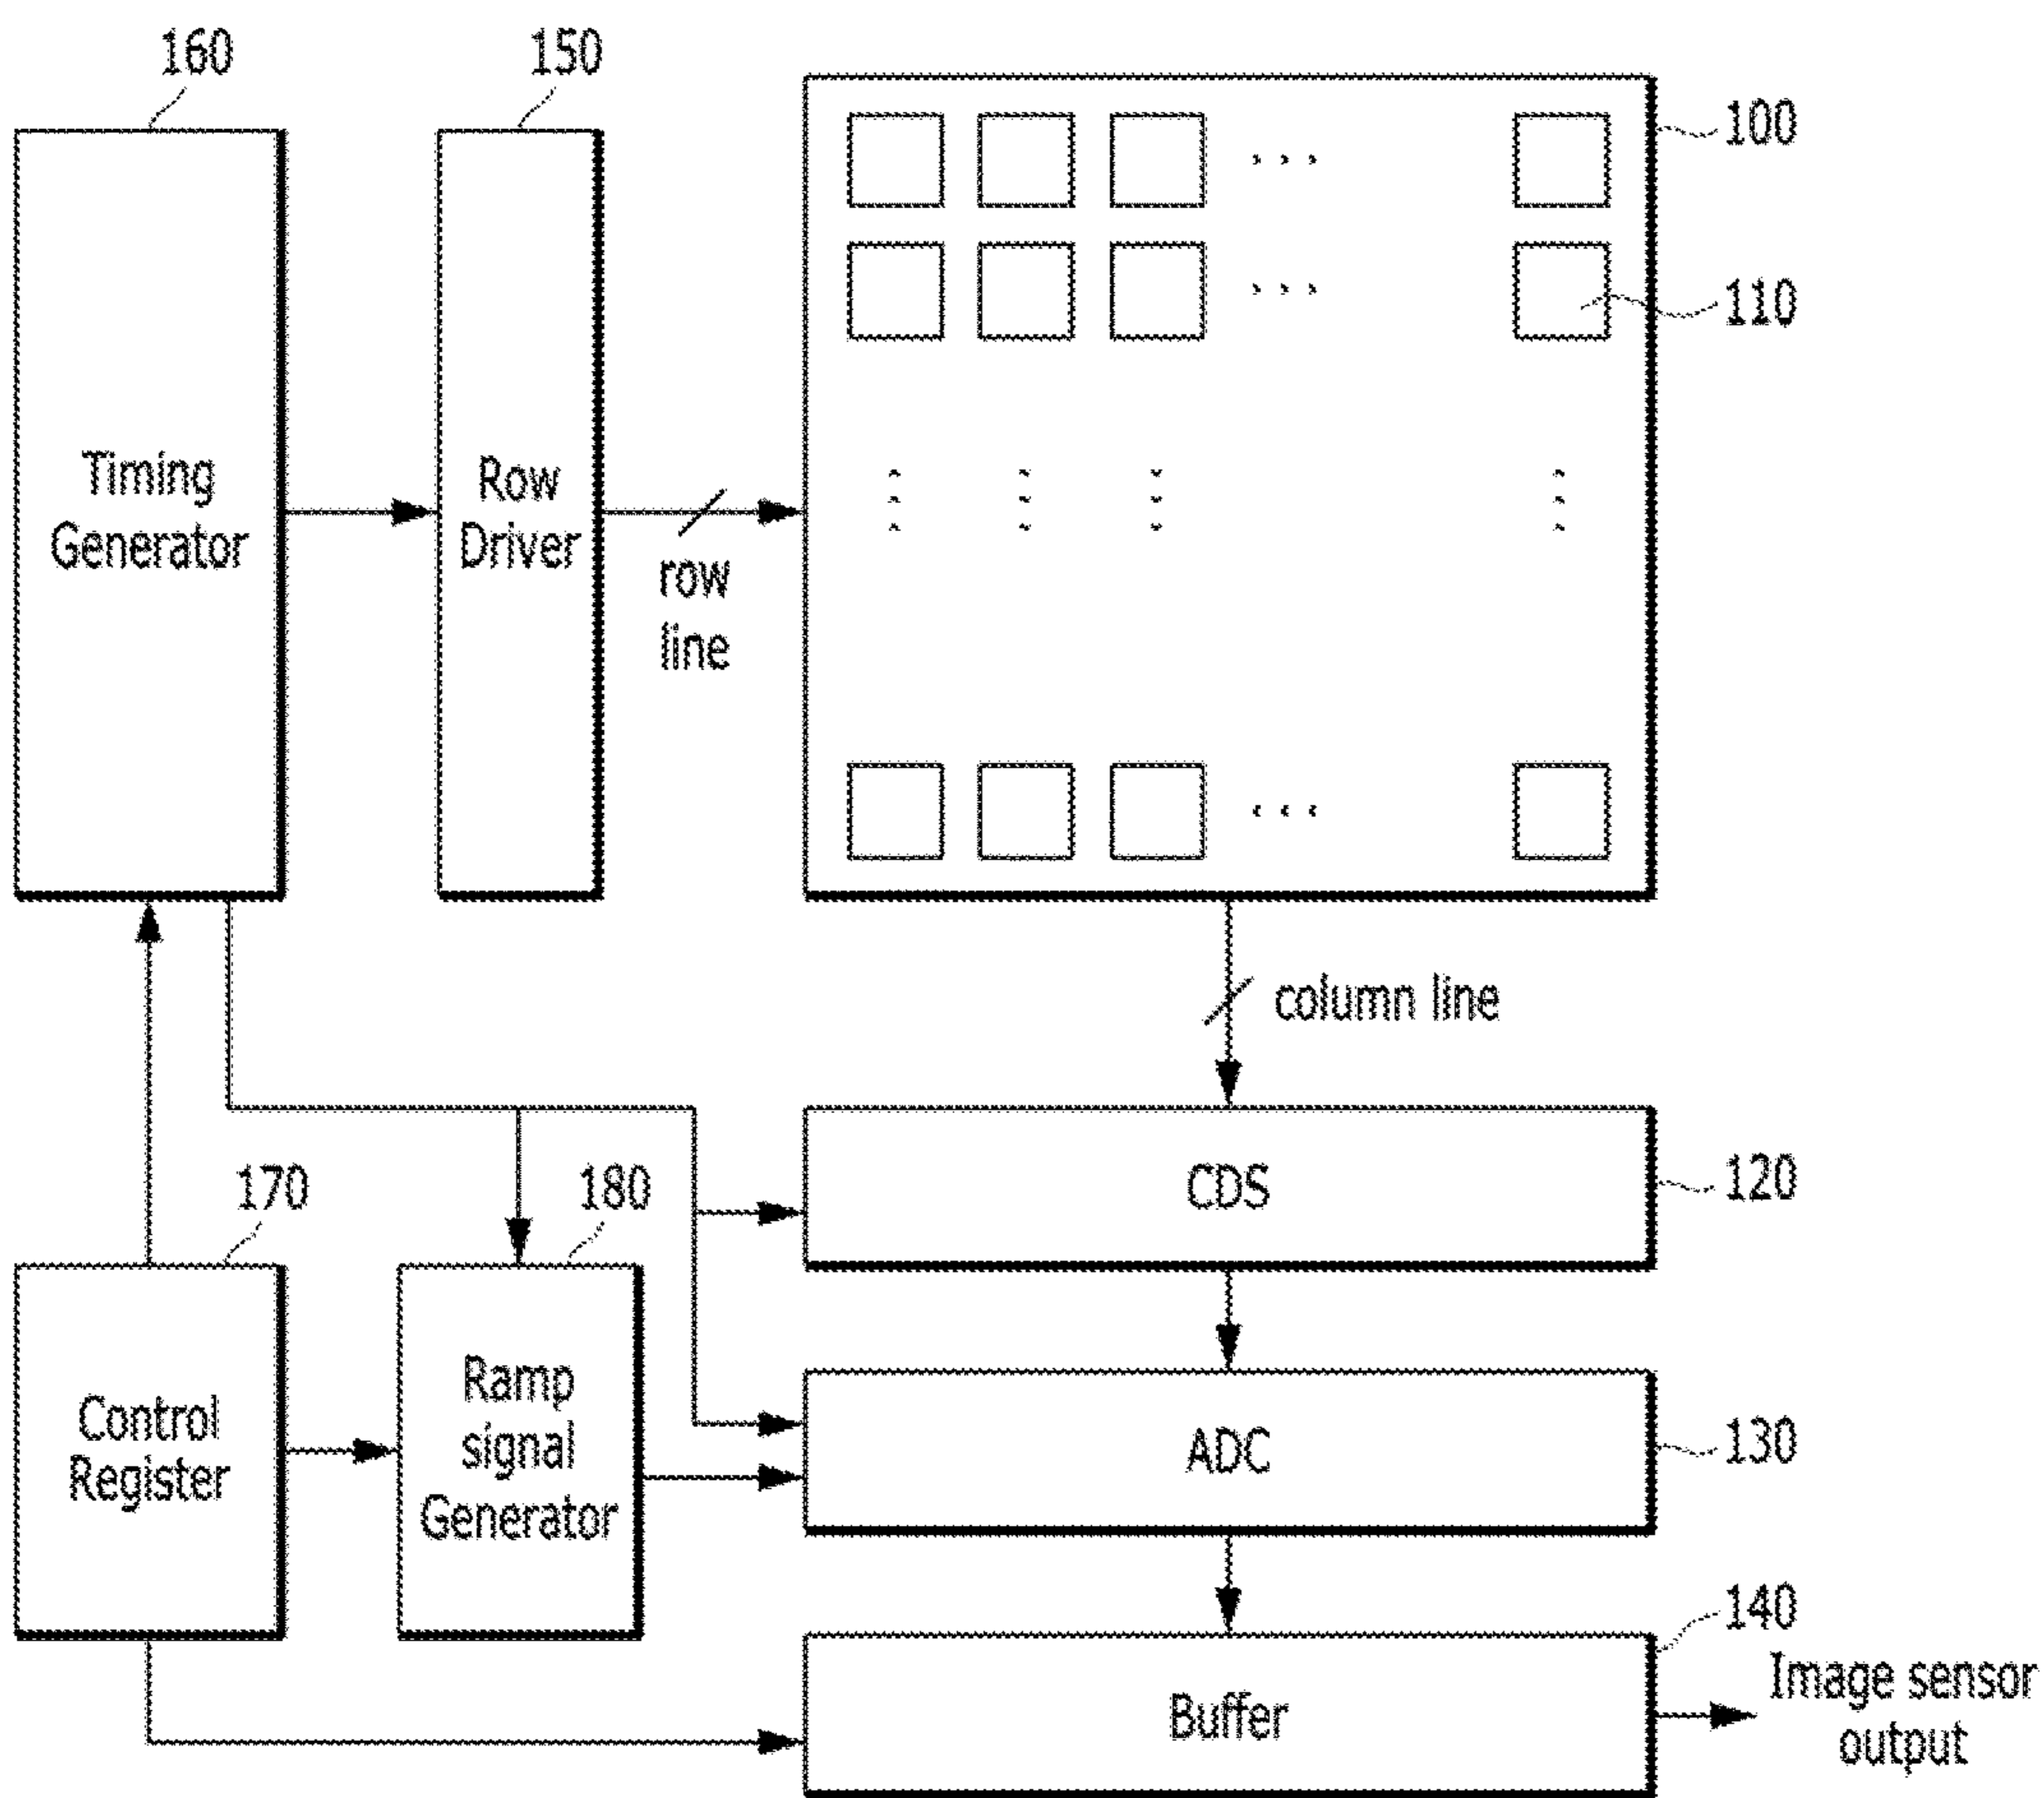 160
150
100
110
Timing
Generator
Row
Driver
row
line
column line
170
180
CDS
120
Control
Register
Ramp
signal
Generator
ADC
130
140
Buffer
Image sensor
output